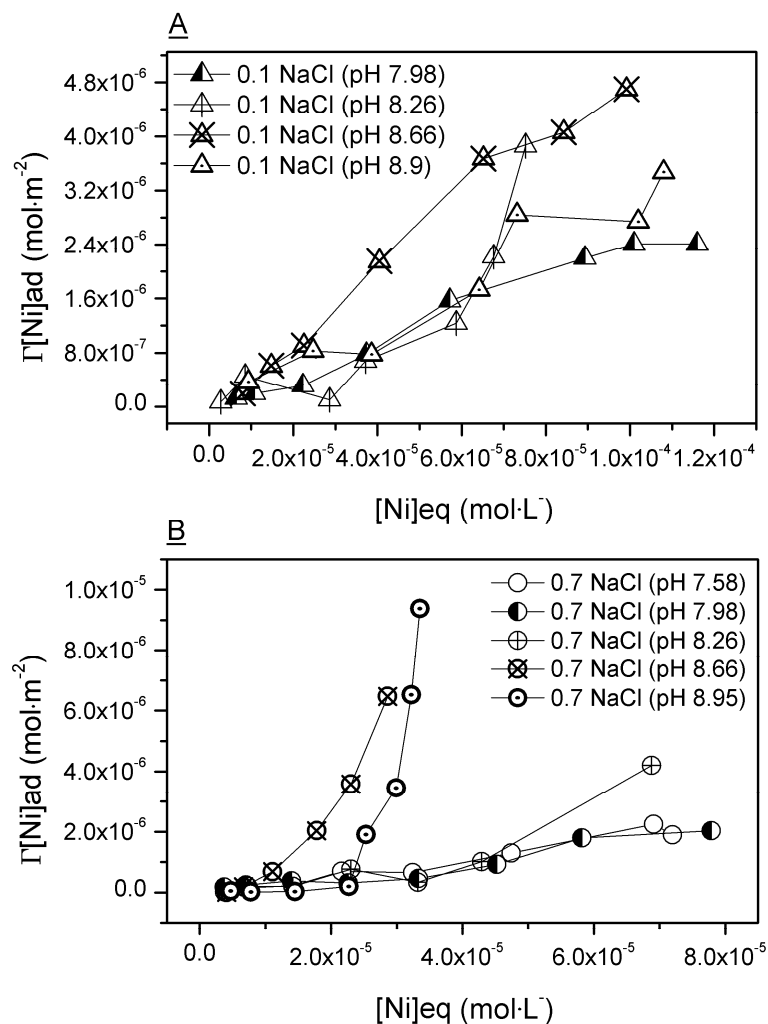 A
4.8x10⁻⁶
4.0x10⁻⁶
3.2x10⁻⁶
2.4x10⁻⁶
1.6x10⁻⁶
8.0x10⁻⁷
0.0
Γ[Ni]ad (mol·m⁻²)
0.1 NaCl (pH 7.98)
0.1 NaCl (pH 8.26)
0.1 NaCl (pH 8.66)
0.1 NaCl (pH 8.9)
0.0 2.0x10⁻⁵ 4.0x10⁻⁵ 6.0x10⁻⁵ 8.0x10⁻⁵ 1.0x10⁻⁴ 1.2x10⁻⁴
[Ni]eq (mol·L⁻)
B
1.0x10⁻⁵
8.0x10⁻⁶
6.0x10⁻⁶
4.0x10⁻⁶
2.0x10⁻⁶
0.0
Γ[Ni]ad (mol·m⁻²)
0.7 NaCl (pH 7.58)
0.7 NaCl (pH 7.98)
0.7 NaCl (pH 8.26)
0.7 NaCl (pH 8.66)
0.7 NaCl (pH 8.95)
0.0 2.0x10⁻⁵ 4.0x10⁻⁵ 6.0x10⁻⁵ 8.0x10⁻⁵
[Ni]eq (mol·L⁻)